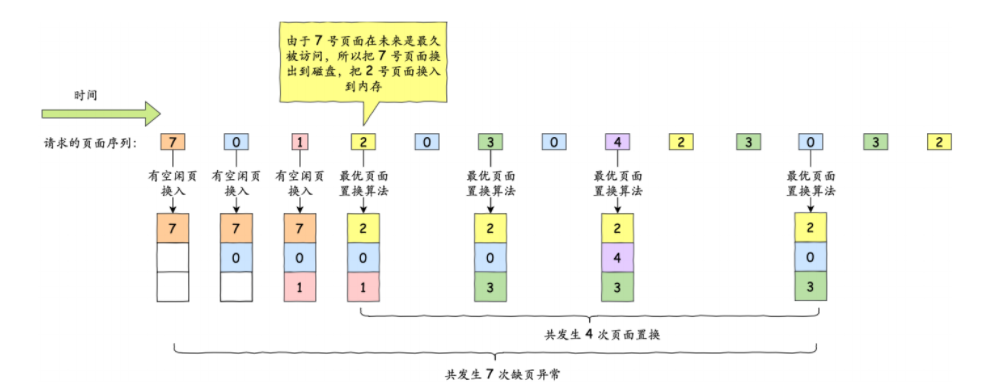 由于 7 号页面在未来是最久
被访问，所以把 7 号页面换
出到磁盘，把 2 号页面换入
到内存
时间
请求的页面序列：
7 0 1 2 0 3 0 4 2 3 0 3 2
有空闲页 有空闲页 有空闲页 最优页面 最优页面 最优页面 最优页面
换入 换入 换入 置换算法 置换算法 置换算法 置换算法
7 7 7 2 2 2 2
0 0 0 0 4 0
1 1 3 3 3
共发生 4 次页面置换
共发生 7 次缺页异常